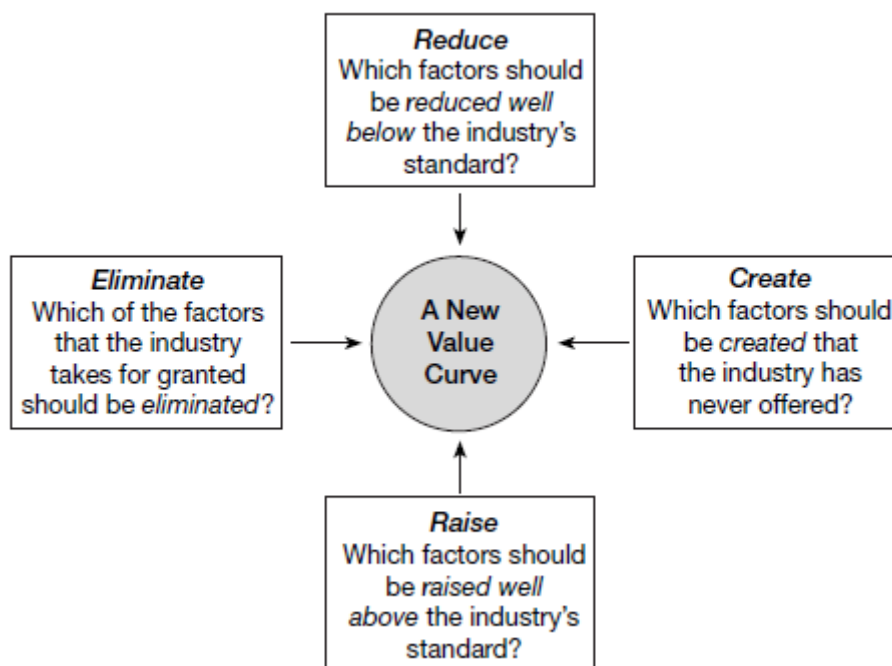 Reduce
Which factors should
be reduced well
below the industry's
standard?
Eliminate
Which of the factors
that the industry
takes for granted
should be eliminated?
A New
Value
Curve
Create
Which factors should
be created that
the industry has
never offered?
Raise
Which factors should
be raised well
above the industry's
standard?